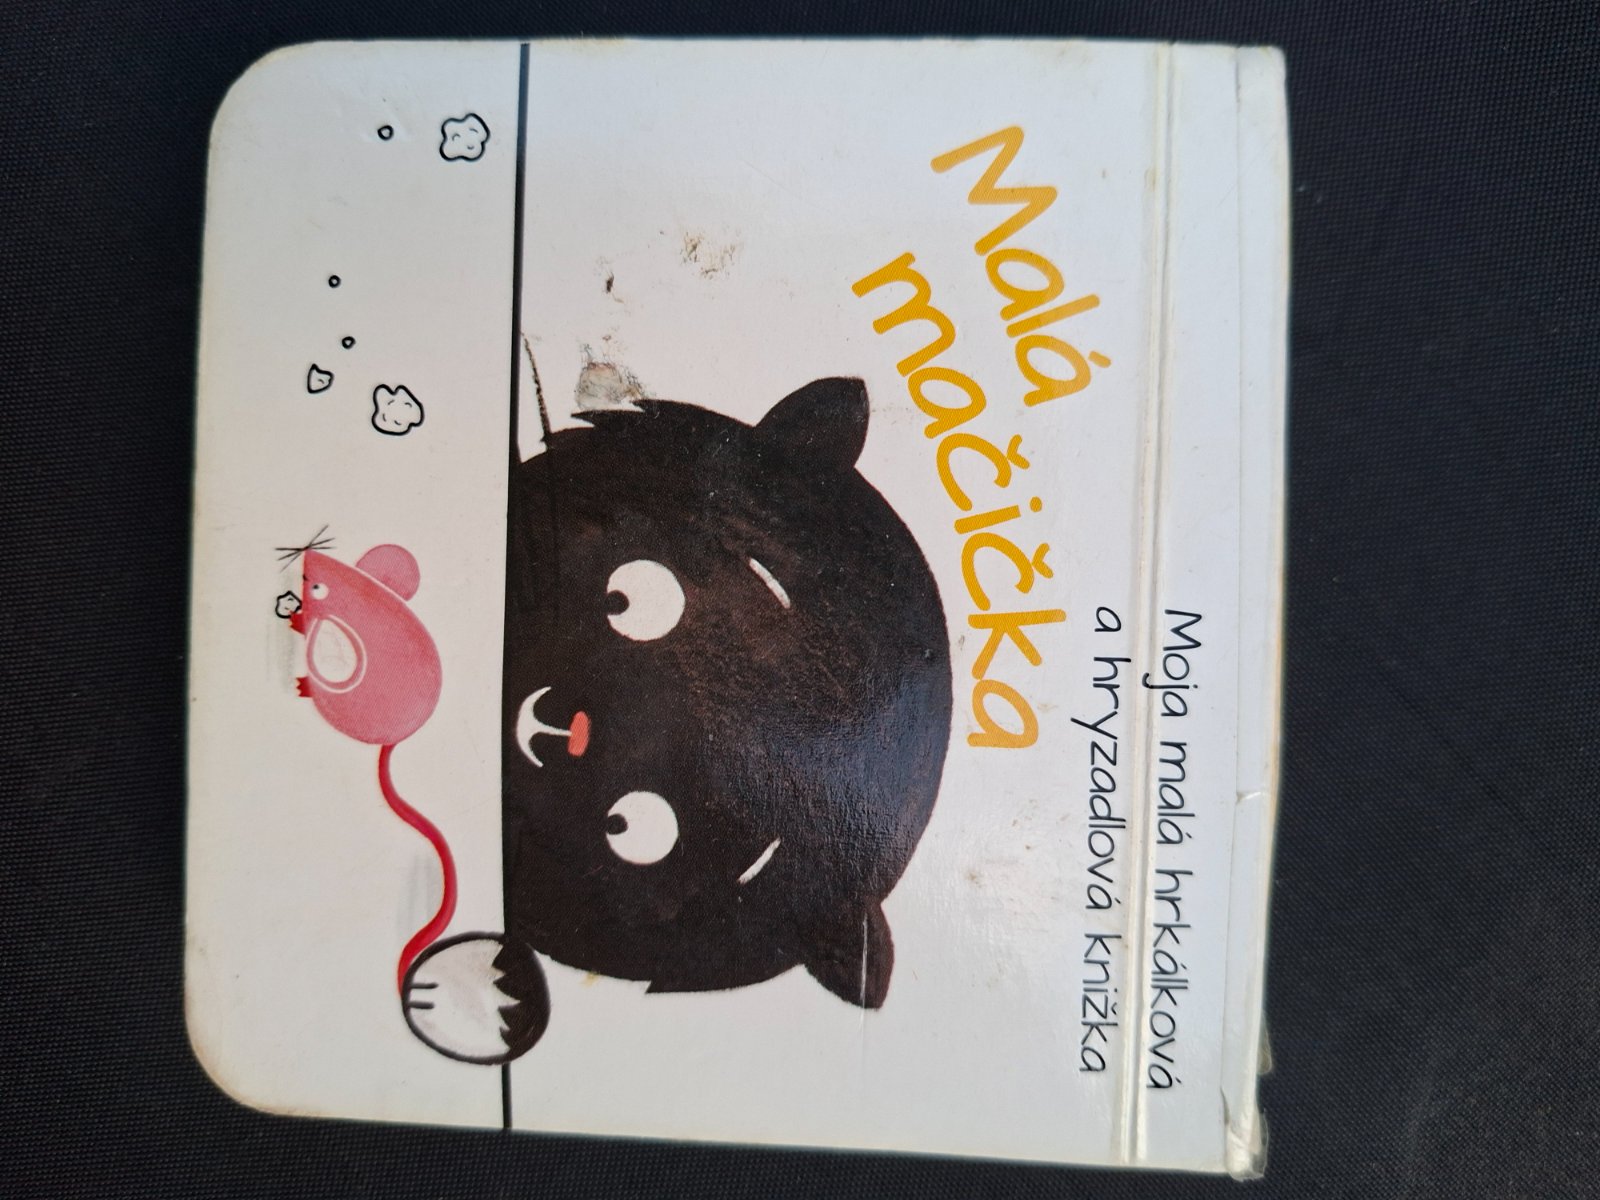 Moja malá hrkálková
a hryzadlová knižka
Malá
mačička